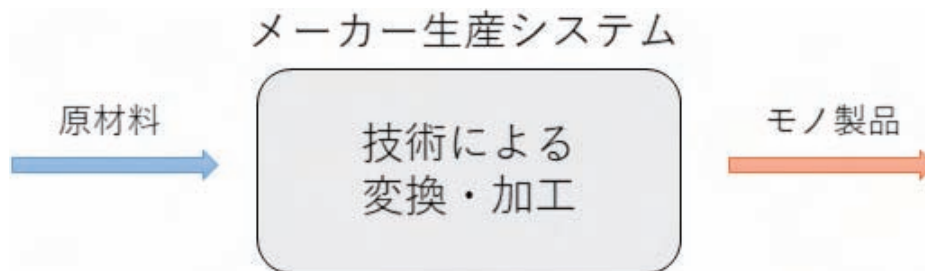 メーカー生産システム
原材料
技術による
変換・加工
モノ製品